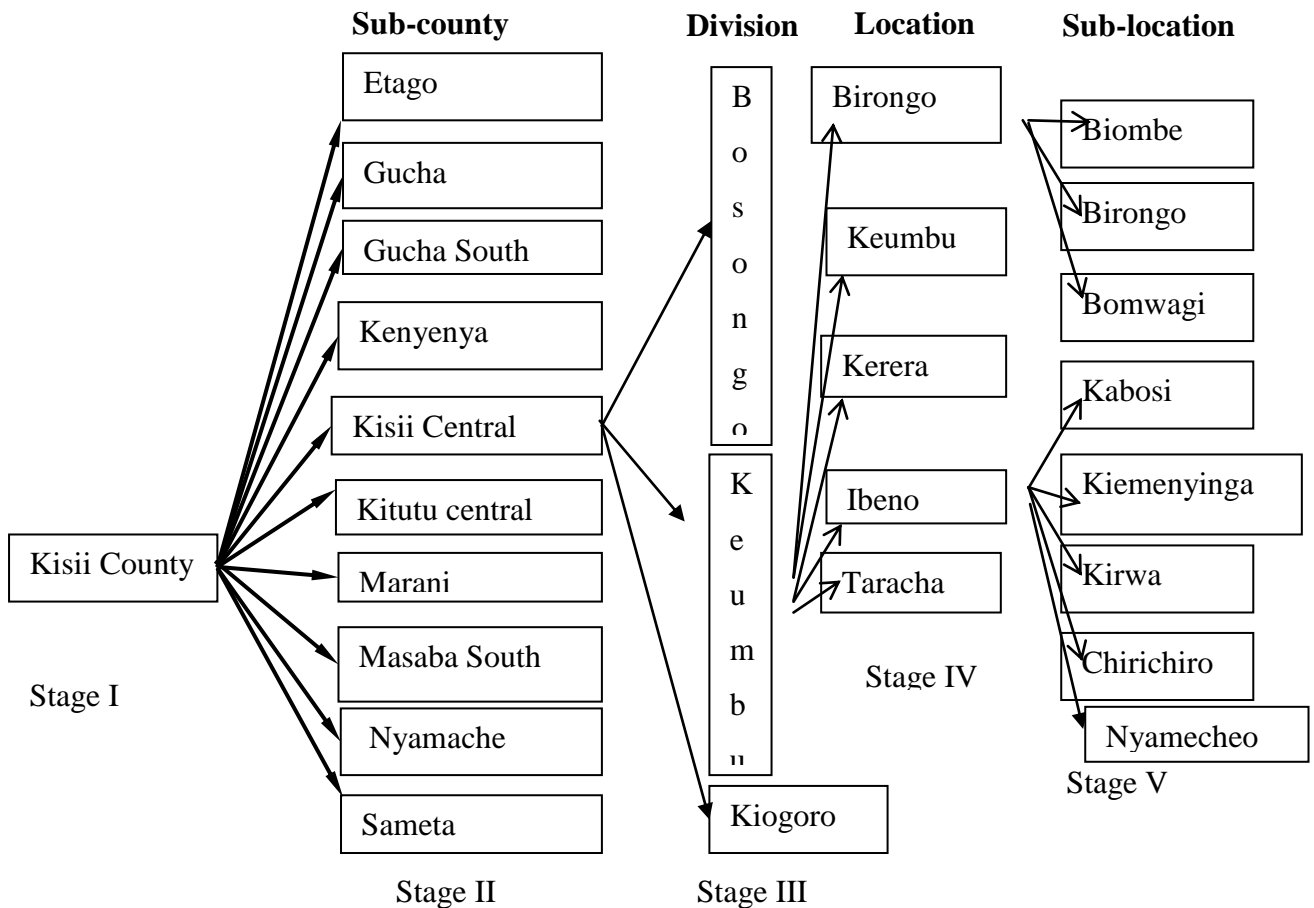 Sub-county
Division
Location
Sub-location
Kisii County
Stage I
Etago
Gucha
Gucha South
Kenyenya
Kisii Central
Kitutu central
Marani
Masaba South
Nyamache
Sameta
Stage II
B
o
s
o
n
g
o
K
e
u
m
b
u
Kiogoro
Stage III
Birongo
Keumbu
Kerera
Ibeno
Taracha
Stage IV
Biombe
Birongo
Bomwagi
Kabosi
Kiemenyinga
Kirwa
Chirichiro
Nyamecheo
Stage V